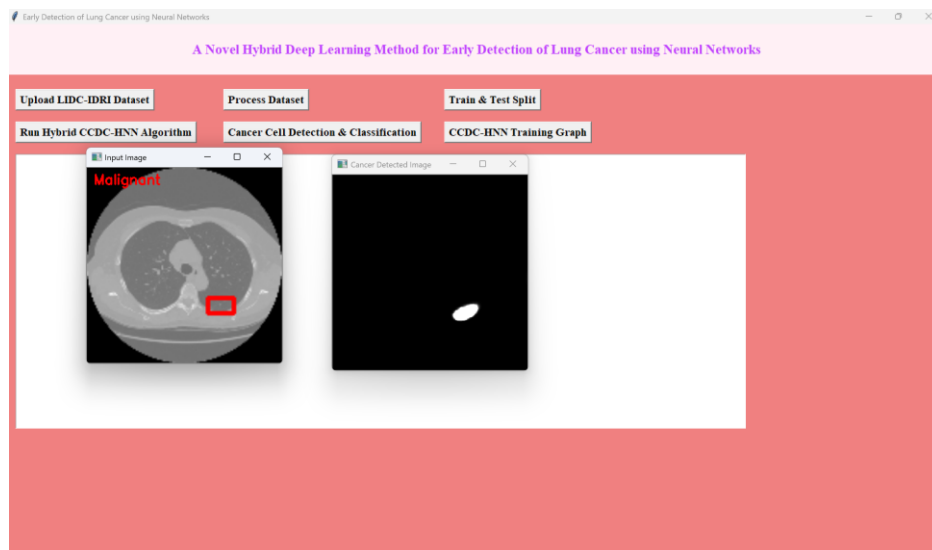 Early Detection of Lung Cancer using Neural Networks
A Novel Hybrid Deep Learning Method for Early Detection of Lung Cancer using Neural Networks
Upload LIDC-IDRI Dataset
Process Dataset
Train & Test Split
Run Hybrid CCDC-HNN Algorithm
Cancer Cell Detection & Classification
CCDC-HNN Training Graph
Input Image
Malignant
Cancer Detected Image